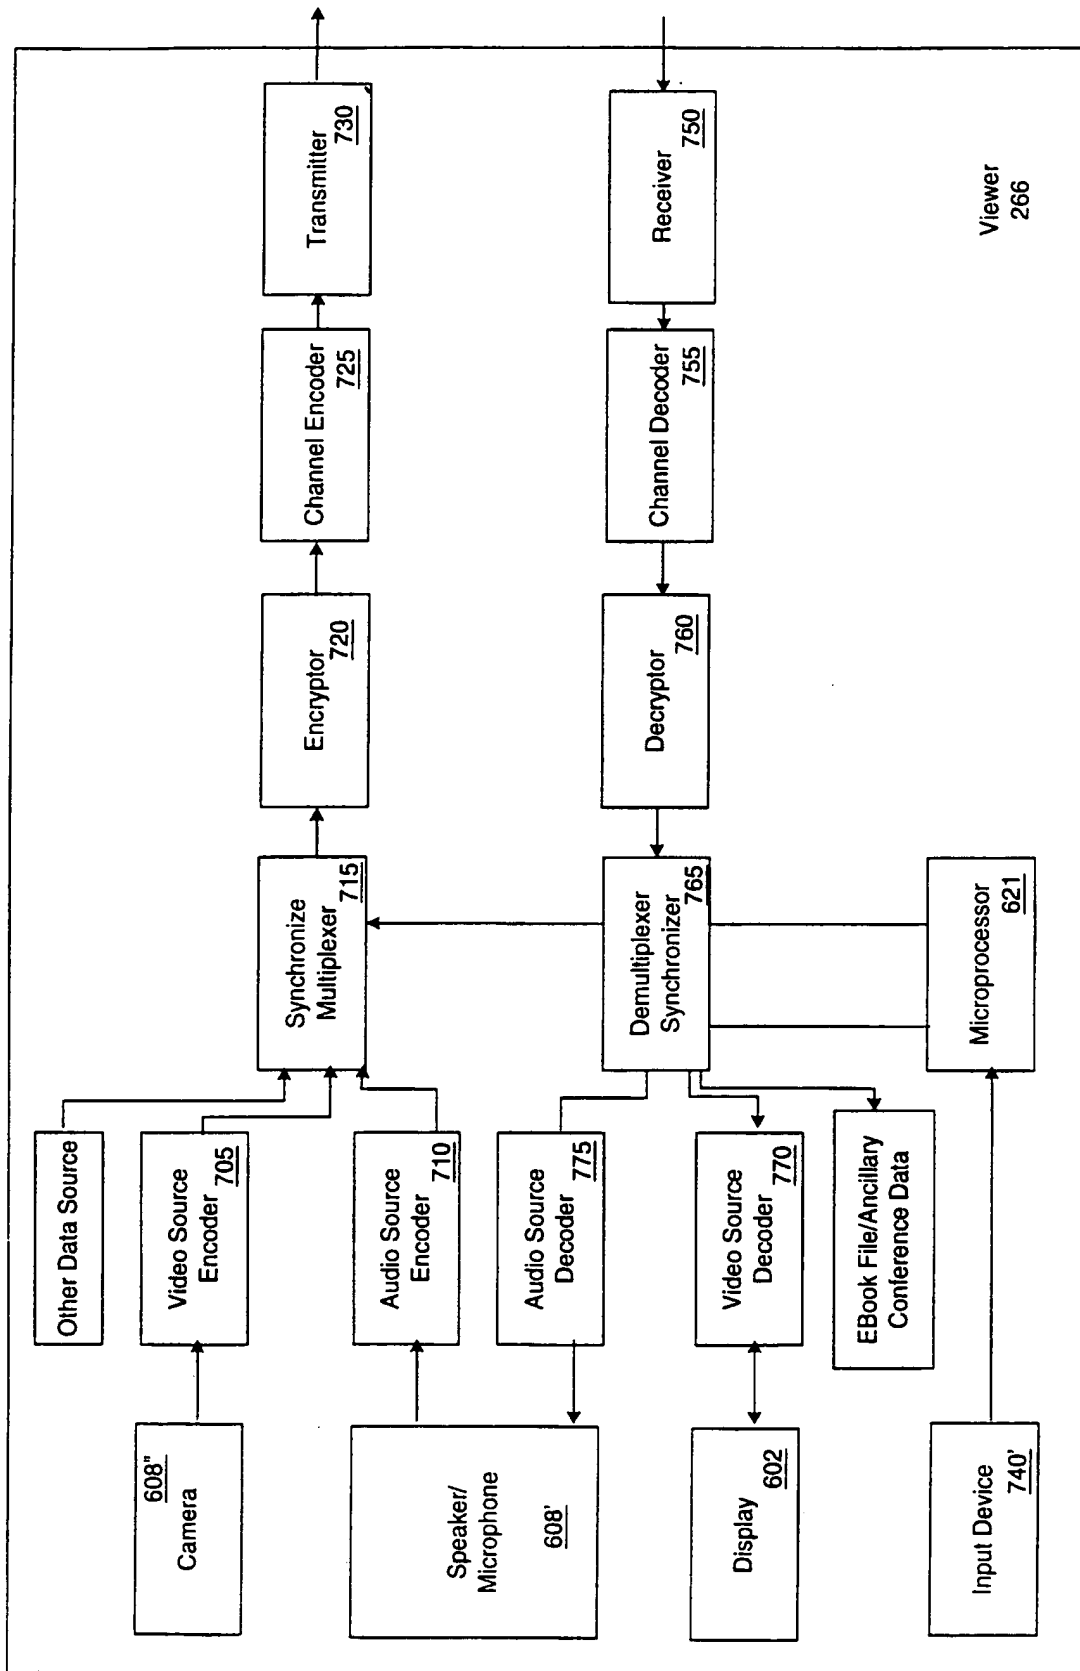 Other Data Source
608"
Camera
Video Source
Encoder
705
Synchronize
Multiplexer
715
Encryptor
720
Channel Encoder
725
Transmitter
730
Speaker/
Microphone
608'
Audio Source
Encoder
710
Audio Source
Decoder
775
Display
602
Video Source
Decoder
770
Demultiplexer
Synchronizer
765
Decryptor
760
Channel Decoder
755
Receiver
750
EBook File/Ancillary
Conference Data
Input Device
740'
Microprocessor
621
Viewer
266